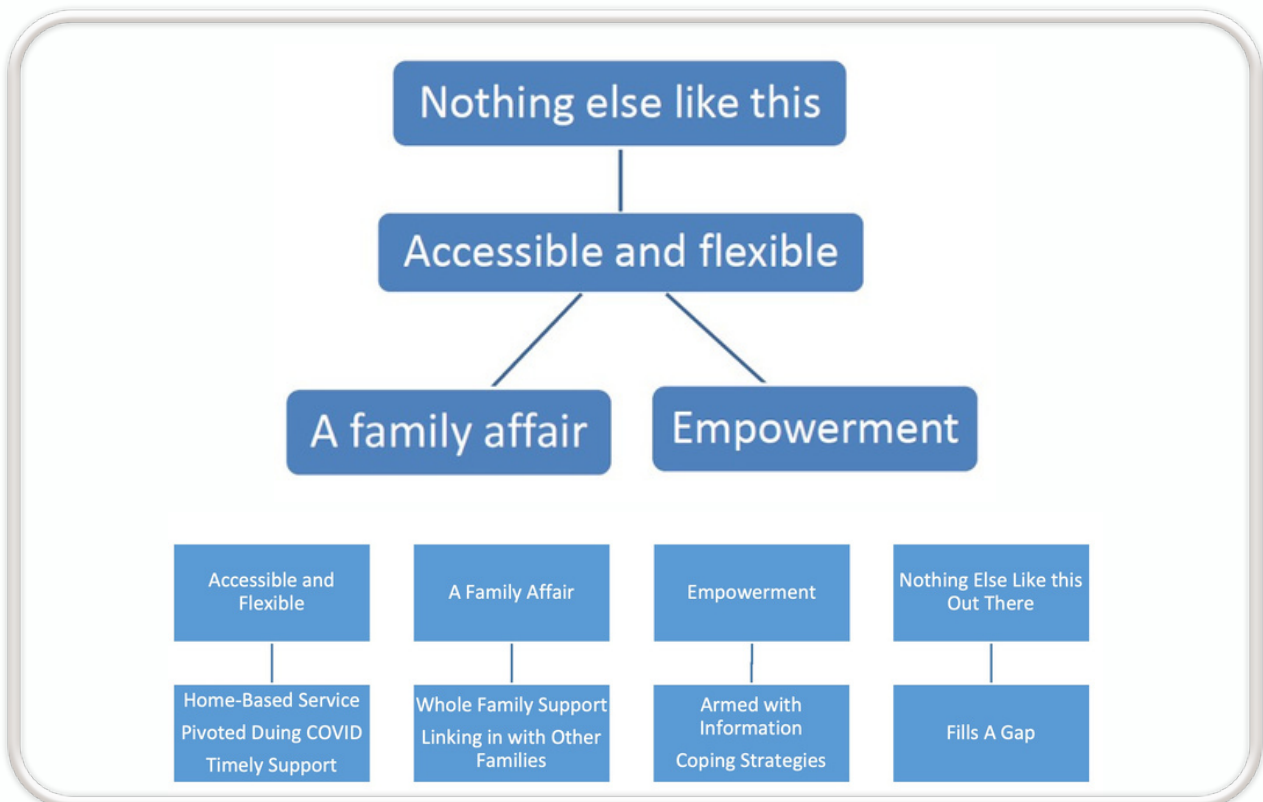 Nothing else like this
Accessible and flexible
A family affair
Empowerment
Accessible and
Flexible
A Family Affair
Empowerment
Nothing Else Like this
Out There
Home-Based Service
Pivoted Duing COVID
Timely Support
Whole Family Support
Linking in with Other
Families
Armed with
Information
Coping Strategies
Fills A Gap